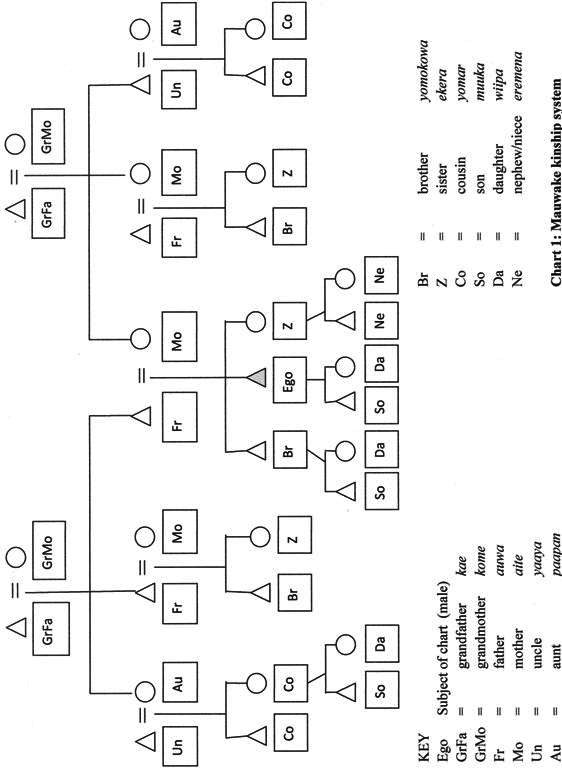 GrFa GrMo GrFa GrMo
Un Au Fr Mo Fr Mo Fr Mo Un Au
Co Co Br Z Br Ego Z Br Z Co Co
So Da So Da So Da Ne Ne
KEY
Ego Subject of chart (male)
GrFa = grandfather kae
GrMo = grandmother kome
Fr = father auwa
Mo = mother aite
Un = uncle yaaya
Au = aunt paapan
Br = brother yomokowa
Z = sister ekera
Co = cousin yomar
So = son muuka
Da = daughter wiipa
Ne = nephew/niece eremena
Chart 1: Mauwake kinship system